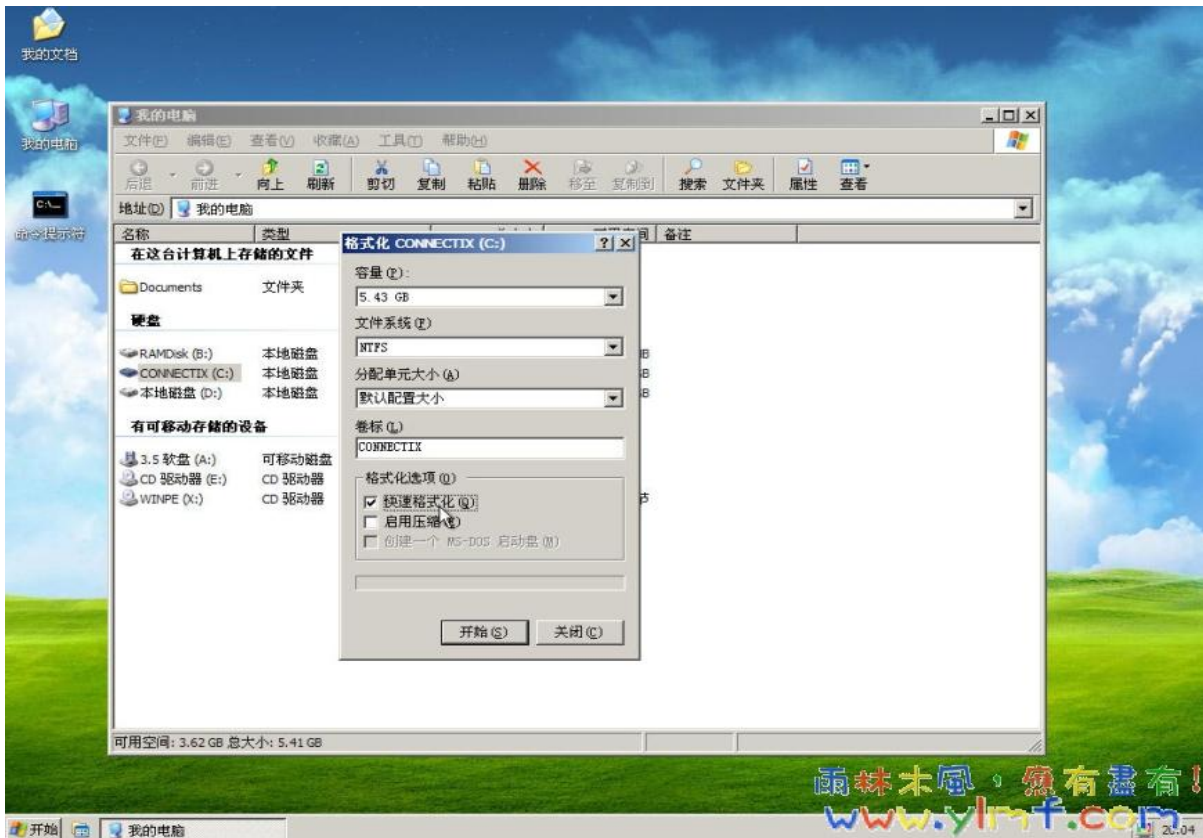 我的文档
我的电脑
C:\_
命令提示符
我的电脑
文件(F) 编辑(E) 查看(V) 收藏(A) 工具(T) 帮助(H)
后退 前进 向上 刷新 剪切 复制 粘贴 删除 移至 复制到 搜索 文件夹 属性 查看
地址(D) 我的电脑
名称 类型 备注
在这台计算机上存储的文件
Documents 文件夹
硬盘
RAMDisk (B:) 本地磁盘
CONNECTIX (C:) 本地磁盘
本地磁盘 (D:) 本地磁盘
有可移动存储的设备
3.5 软盘 (A:) 可移动磁盘
CD 驱动器 (E:) CD 驱动器
WINPE (X:) CD 驱动器
格式化 CONNECTIX (C:)
容量(P):
5.43 GB
文件系统(F)
NTFS
分配单元大小(A)
默认配置大小
卷标(L)
CONNECTIX
格式化选项(O)
快速格式化(Q)
启用压缩(E)
创建一个 MS-DOS 启动盘(M)
开始(S) 关闭(C)
可用空间: 3.62 GB 总大小: 5.41 GB
雨林木風，應有盡有!
www.ylmf.com
开始 我的电脑 20:04